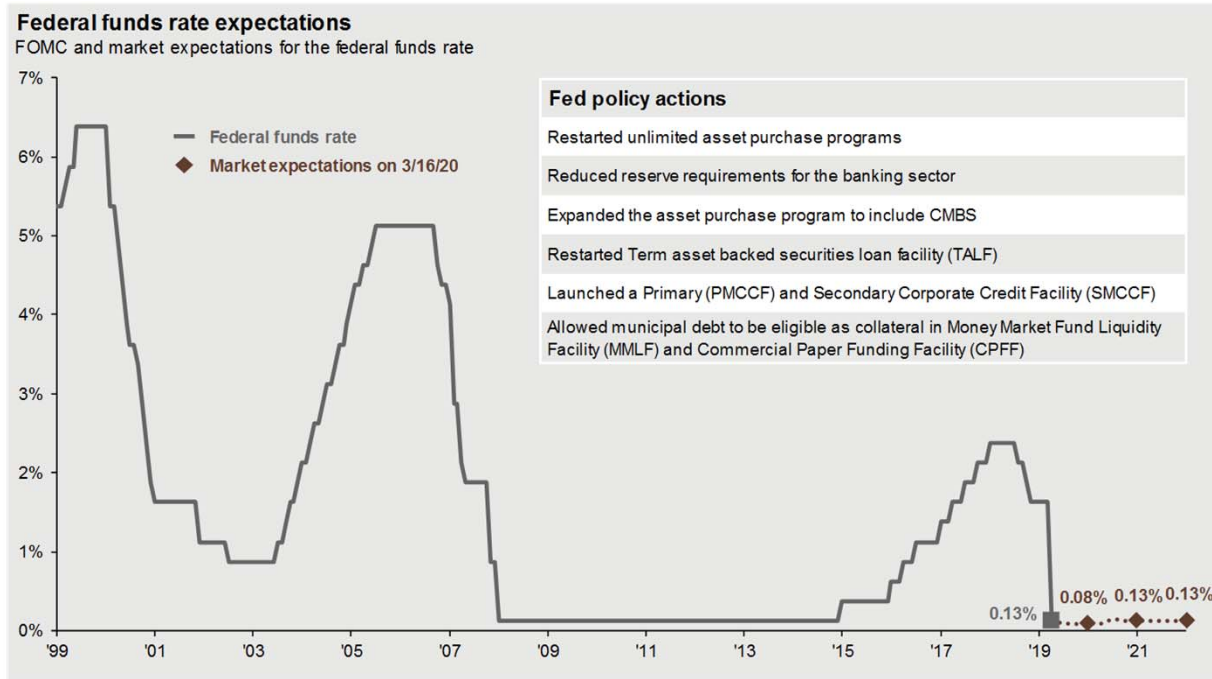 Federal funds rate expectations
FOMC and market expectations for the federal funds rate
7%
6%
5%
4%
3%
2%
1%
0%
Federal funds rate
Market expectations on 3/16/20
Fed policy actions
Restarted unlimited asset purchase programs
Reduced reserve requirements for the banking sector
Expanded the asset purchase program to include CMBS
Restarted Term asset backed securities loan facility (TALF)
Launched a Primary (PMCCF) and Secondary Corporate Credit Facility (SMCCF)
Allowed municipal debt to be eligible as collateral in Money Market Fund Liquidity
Facility (MMLF) and Commercial Paper Funding Facility (CPFF)
0.13%
0.08%
0.13%
0.13%
'99 '01 '03 '05 '07 '09 '11 '13 '15 '17 '19 '21